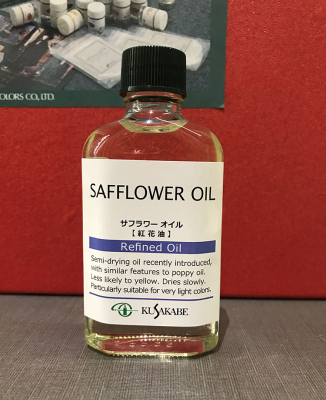 COLORS CO., LTD.
SAFFLOWER OIL
サフラワー オイル
【紅花油】
Refined Oil
Semi-drying oil recently introduced,
with similar features to poppy oil.
Less likely to yellow. Dries slowly.
Particularly suitable for very light colors.
KUSAKABE